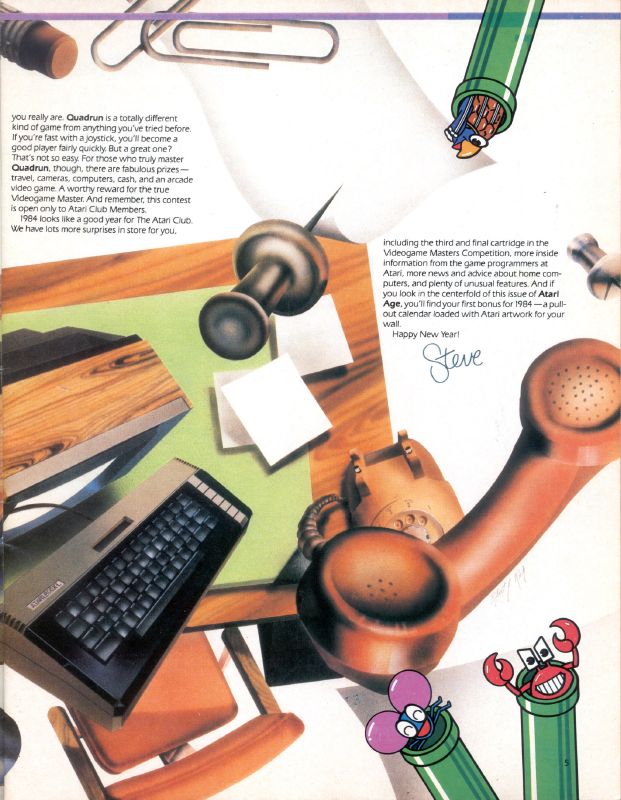 you really are. Quadrun is a totally different
kind of game from anything you've tried before.
If you're fast with a joystick, you'll become a
good player fairly quickly. But a great one?
That's not so easy. For those who truly master
Quadrun, though, there are fabulous prizes—
travel, cameras, computers, cash, and an arcade
video game. A worthy reward for the true
Videogame Master. And remember, this contest
is open only to Atari Club Members.
1984 looks like a good year for The Atari Club.
We have lots more surprises in store for you,
including the third and final cartridge in the
Videogame Masters Competition, more inside
information from the game programmers at
Atari, more news and advice about home com-
puters, and plenty of unusual features. And if
you look in the centerfold of this issue of Atari
Age, you'll find your first bonus for 1984—a pull-
out calendar loaded with Atari artwork for your
wall.
Happy New Year!
Steve
5